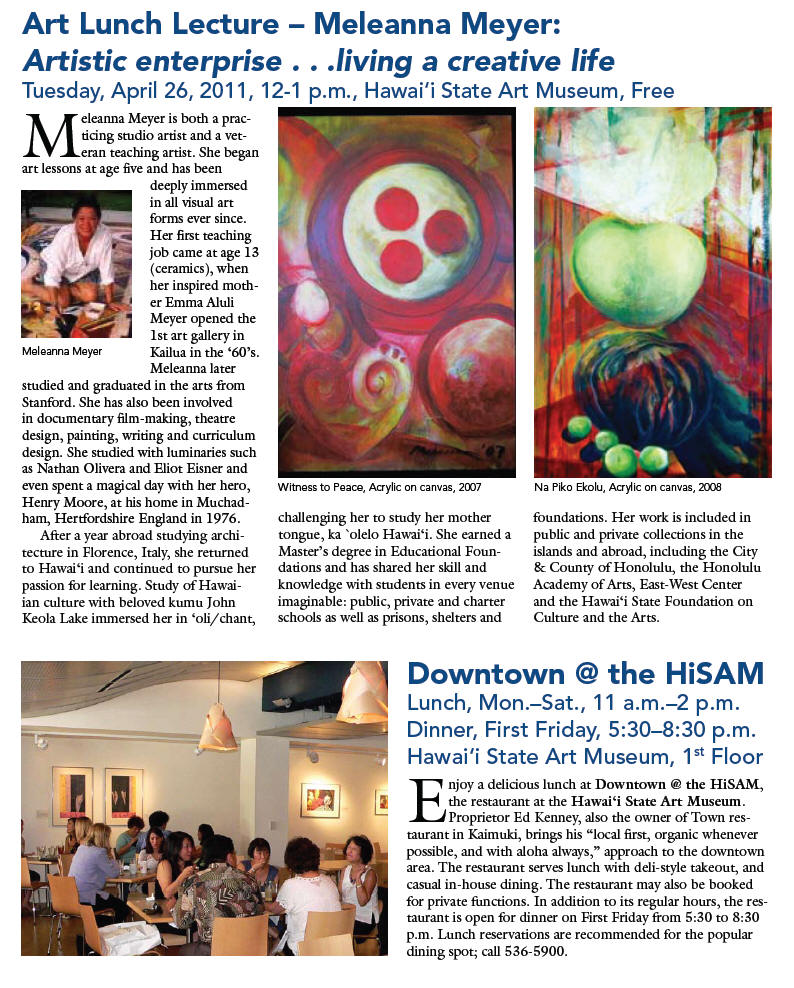 Art Lunch Lecture – Meleanna Meyer:
Artistic enterprise . . .living a creative life
Tuesday, April 26, 2011, 12-1 p.m., Hawai‘i State Art Museum, Free
Meleanna Meyer is both a prac-
ticing studio artist and a vet-
eran teaching artist. She began
art lessons at age five and has been
deeply immersed
in all visual art
forms ever since.
Her first teaching
job came at age 13
(ceramics), when
her inspired moth-
er Emma Aluli
Meyer opened the
1st art gallery in
Kailua in the ‘60’s.
Meleanna later
Meleanna Meyer
studied and graduated in the arts from
Stanford. She has also been involved
in documentary film-making, theatre
design, painting, writing and curriculum
design. She studied with luminaries such
as Nathan Olivera and Eliot Eisner and
even spent a magical day with her hero,
Henry Moore, at his home in Muchad-
ham, Hertfordshire England in 1976.
After a year abroad studying archi-
tecture in Florence, Italy, she returned
to Hawai‘i and continued to pursue her
passion for learning. Study of Hawai-
ian culture with beloved kumu John
Keola Lake immersed her in ‘oli/chant,
'07
Witness to Peace, Acrylic on canvas, 2007
challenging her to study her mother
tongue, ka `olelo Hawai‘i. She earned a
Master’s degree in Educational Foun-
dations and has shared her skill and
knowledge with students in every venue
imaginable: public, private and charter
schools as well as prisons, shelters and
Na Piko Ekolu, Acrylic on canvas, 2008
foundations. Her work is included in
public and private collections in the
islands and abroad, including the City
& County of Honolulu, the Honolulu
Academy of Arts, East-West Center
and the Hawai‘i State Foundation on
Culture and the Arts.
Downtown @ the HiSAM
Lunch, Mon.–Sat., 11 a.m.–2 p.m.
Dinner, First Friday, 5:30–8:30 p.m.
Hawai‘i State Art Museum, 1st Floor
Enjoy a delicious lunch at Downtown @ the HiSAM,
the restaurant at the Hawai‘i State Art Museum.
Proprietor Ed Kenney, also the owner of Town res-
taurant in Kaimuki, brings his “local first, organic whenever
possible, and with aloha always,” approach to the downtown
area. The restaurant serves lunch with deli-style takeout, and
casual in-house dining. The restaurant may also be booked
for private functions. In addition to its regular hours, the res-
taurant is open for dinner on First Friday from 5:30 to 8:30
p.m. Lunch reservations are recommended for the popular
dining spot; call 536-5900.